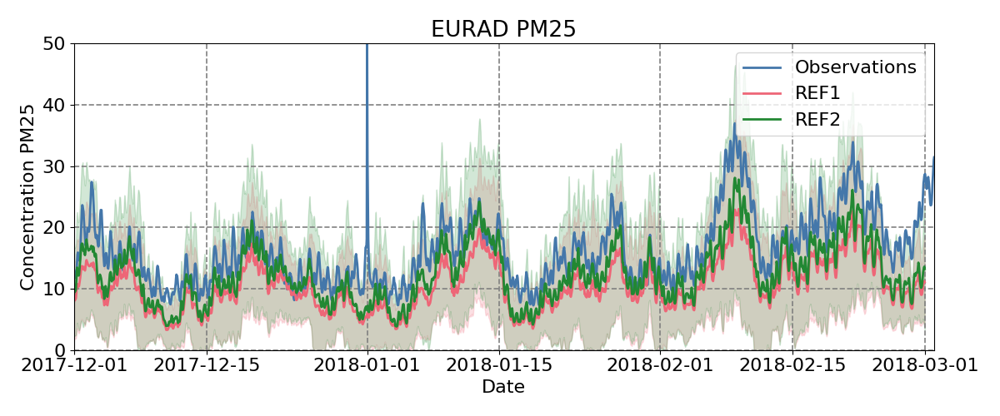 EURAD PM25
Concentration PM25
50
40
30
20
10
0
Observations
REF1
REF2
2017-12-01
2017-12-15
2018-01-01
2018-01-15
2018-02-01
2018-02-15
2018-03-01
Date